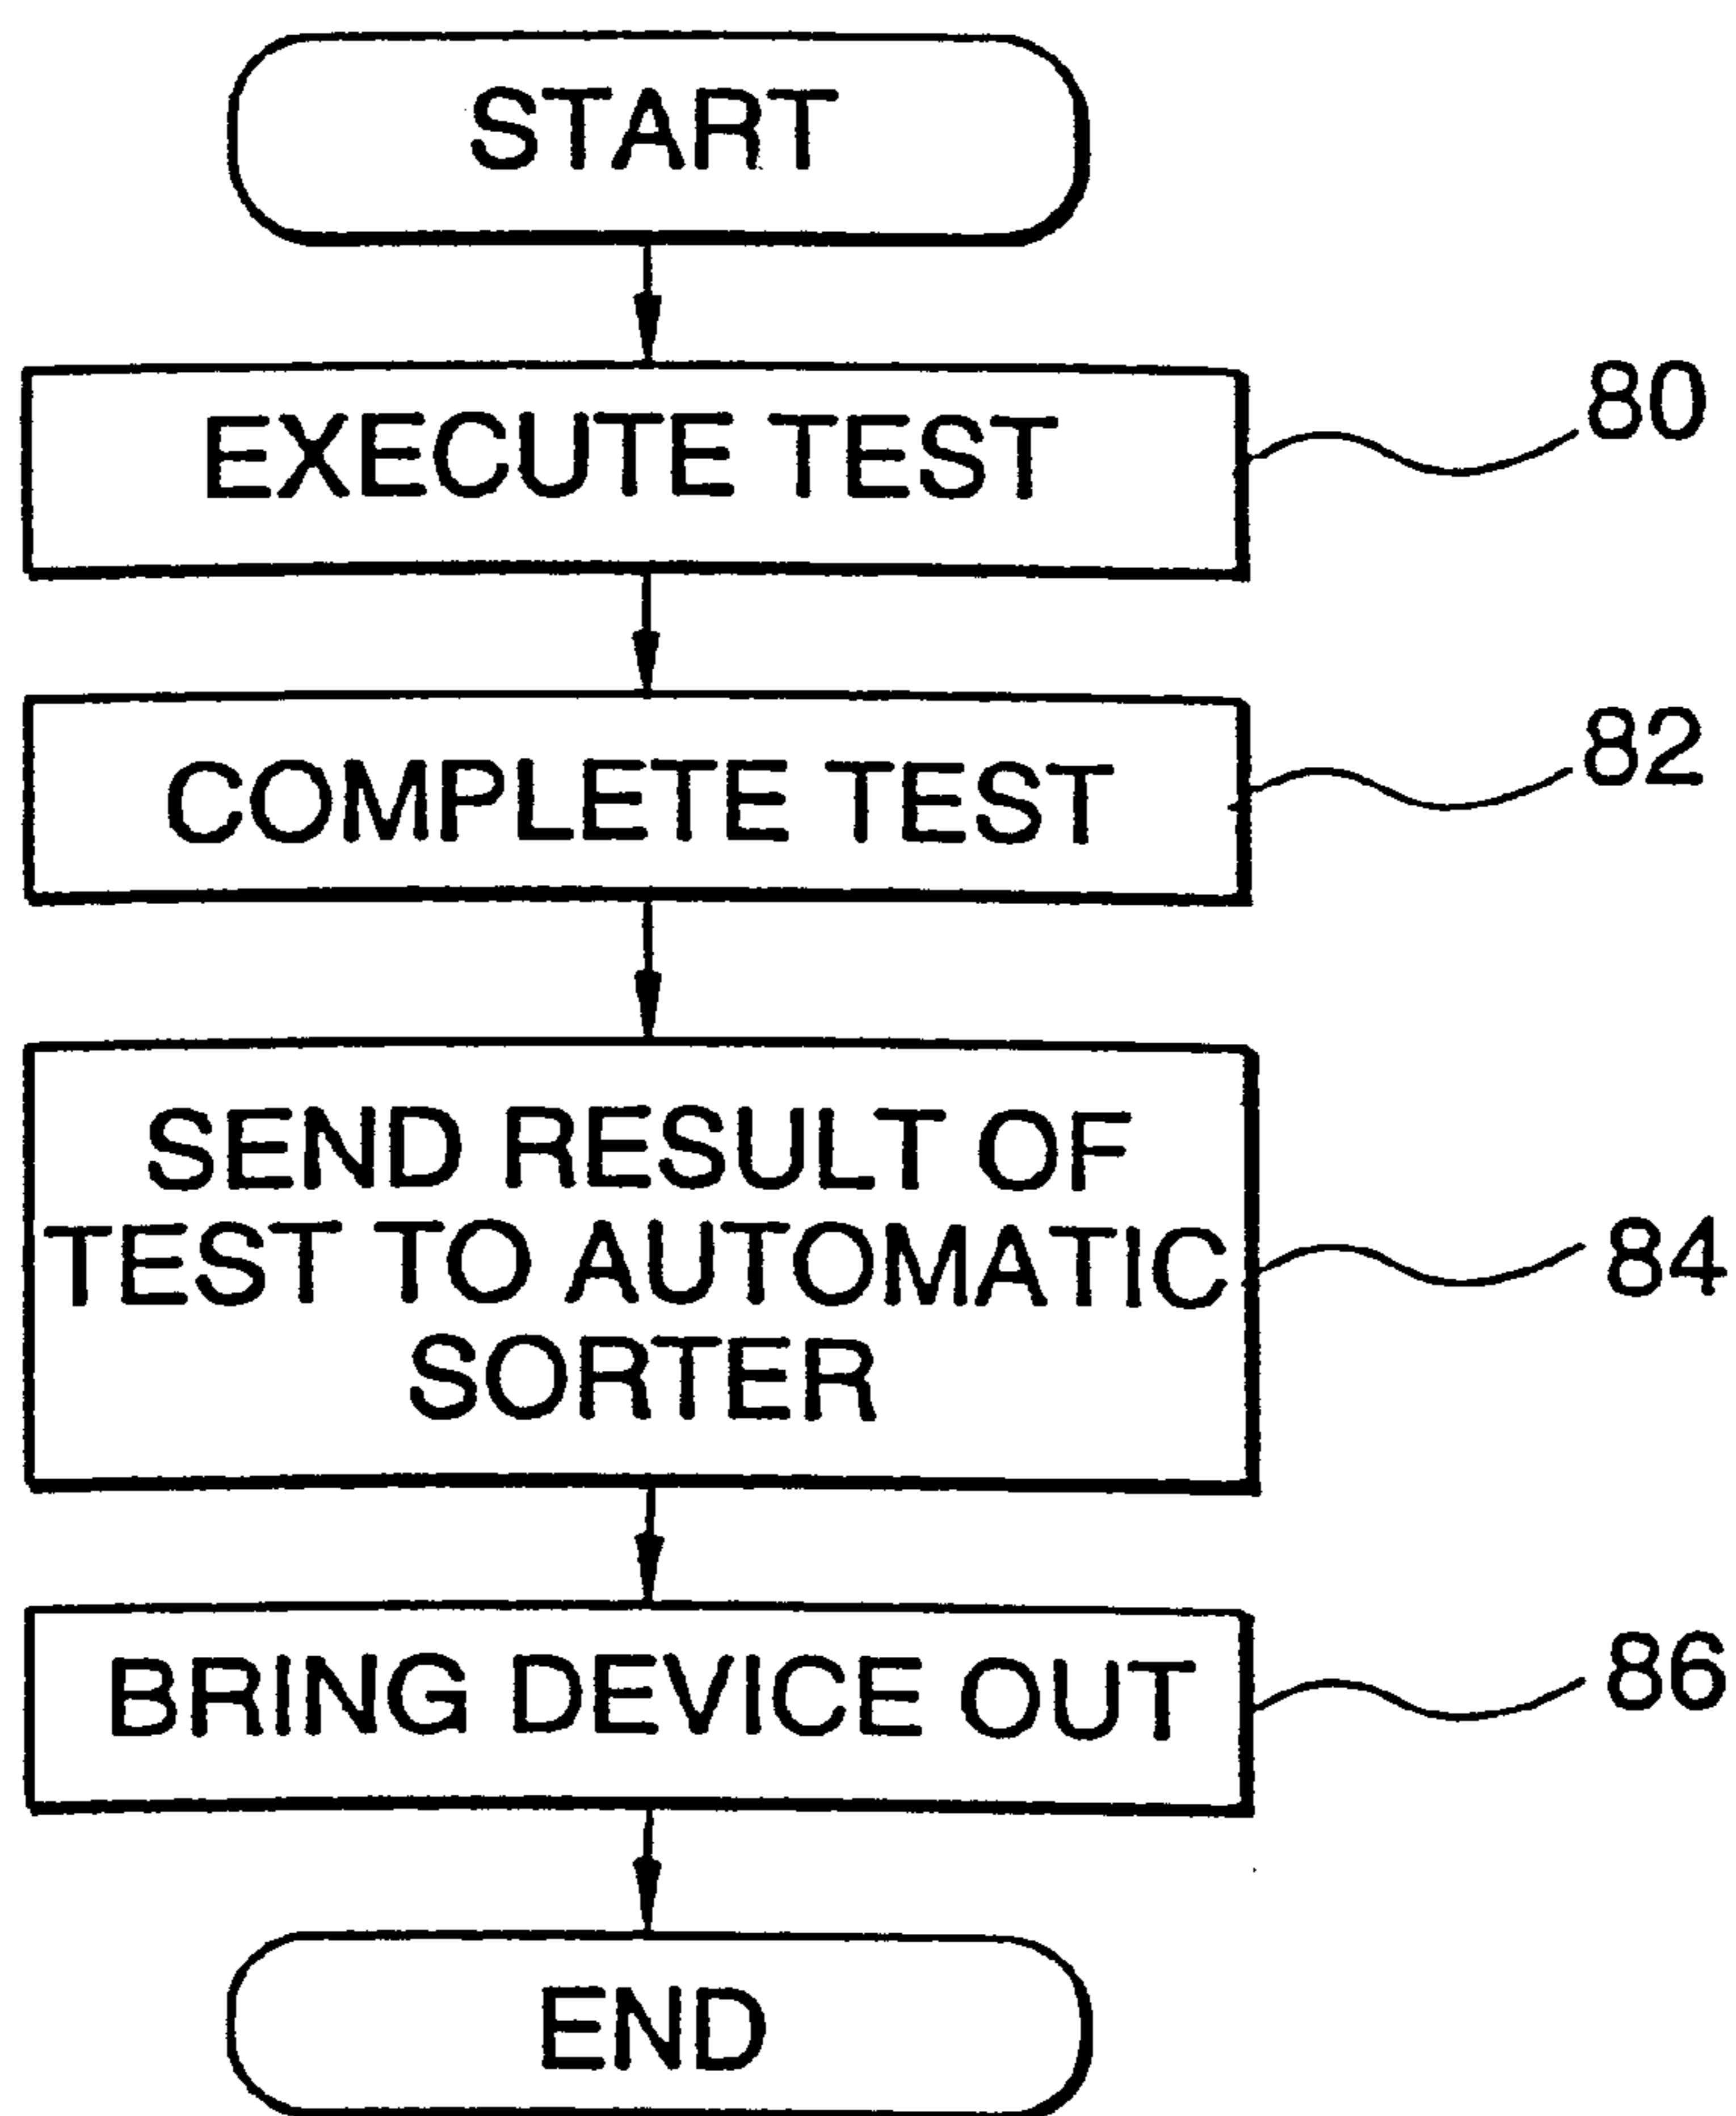 START
EXECUTE TEST
80
COMPLETE TEST
82
SEND RESULT OF
TEST TO AUTOMATIC
SORTER
84
BRING DEVICE OUT
86
END